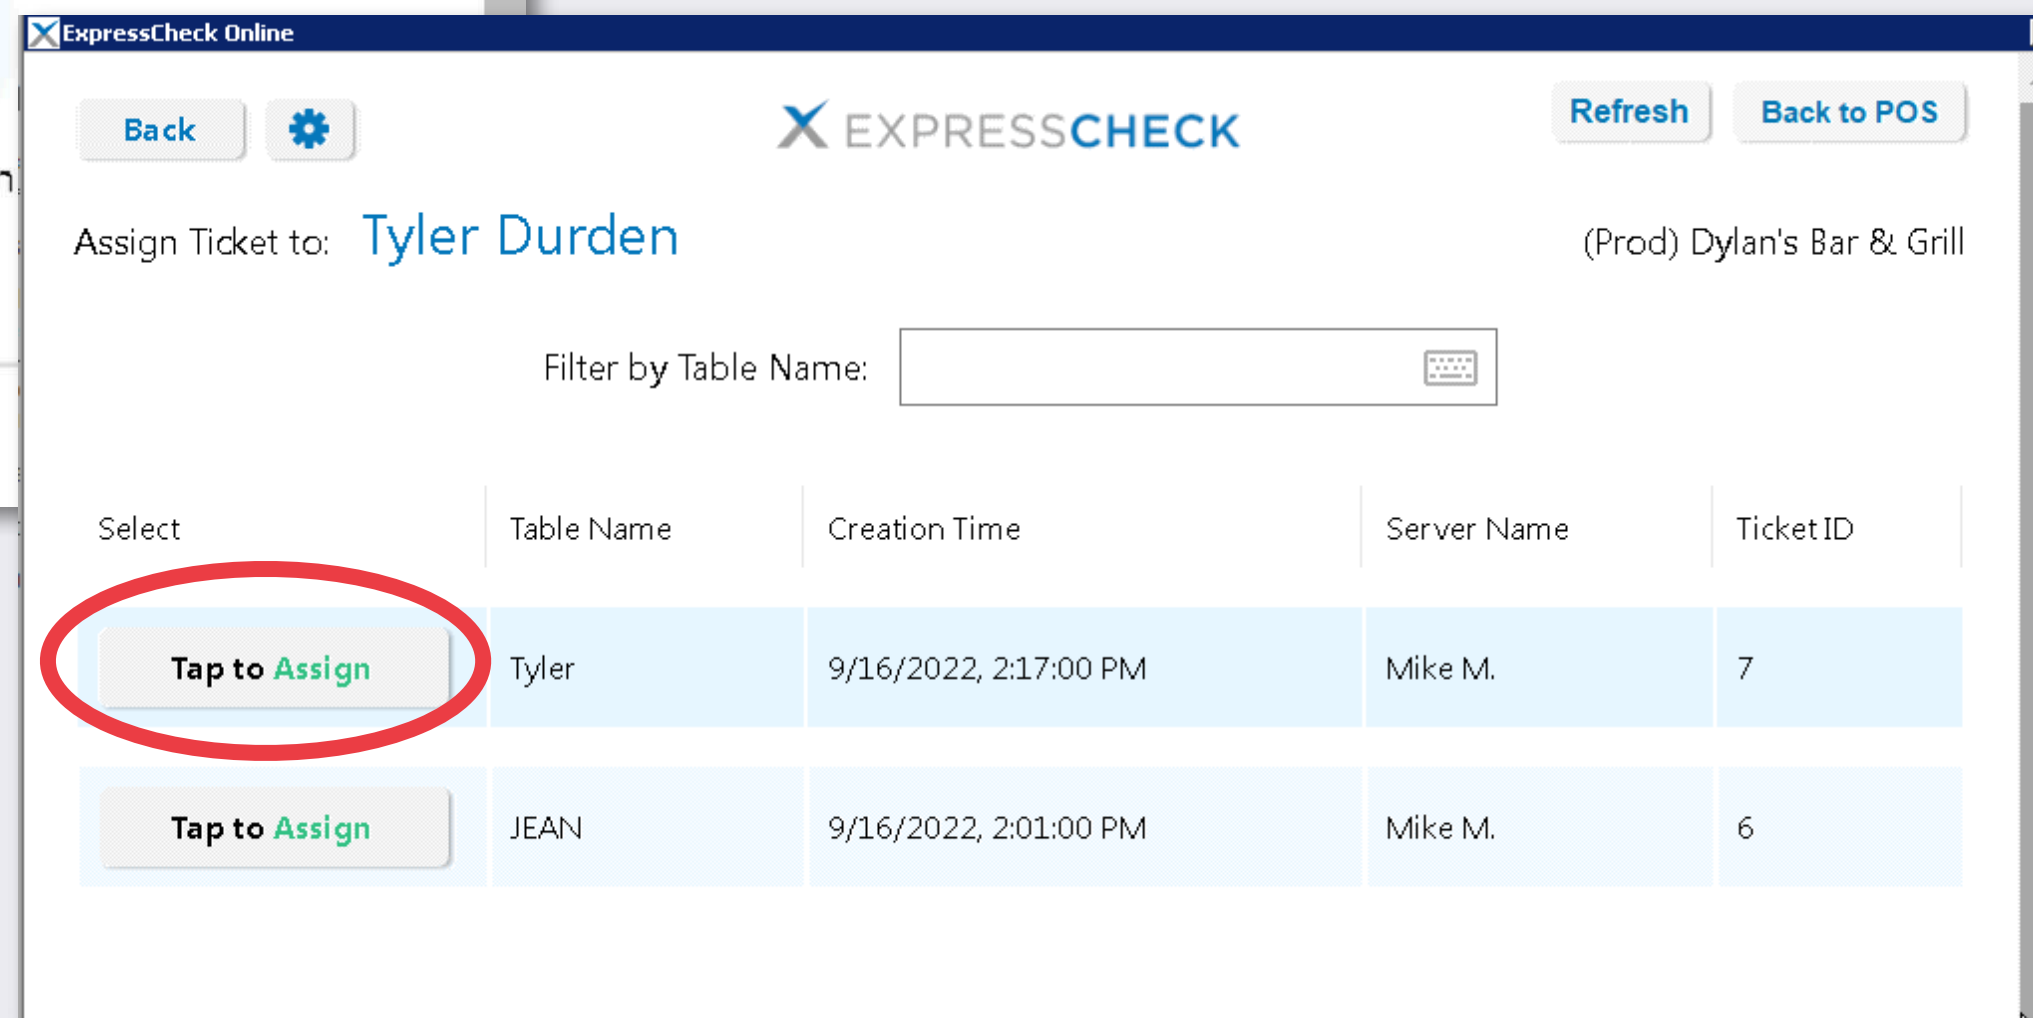 ExpressCheck Online
Back
EXPRESSCHECK
Refresh
Back to POS
Assign Ticket to: Tyler Durden
(Prod) Dylan's Bar & Grill
Filter by Table Name:
Select Table Name Creation Time Server Name Ticket ID
Tap to Assign Tyler 9/16/2022, 2:17:00 PM Mike M. 7
Tap to Assign JEAN 9/16/2022, 2:01:00 PM Mike M. 6